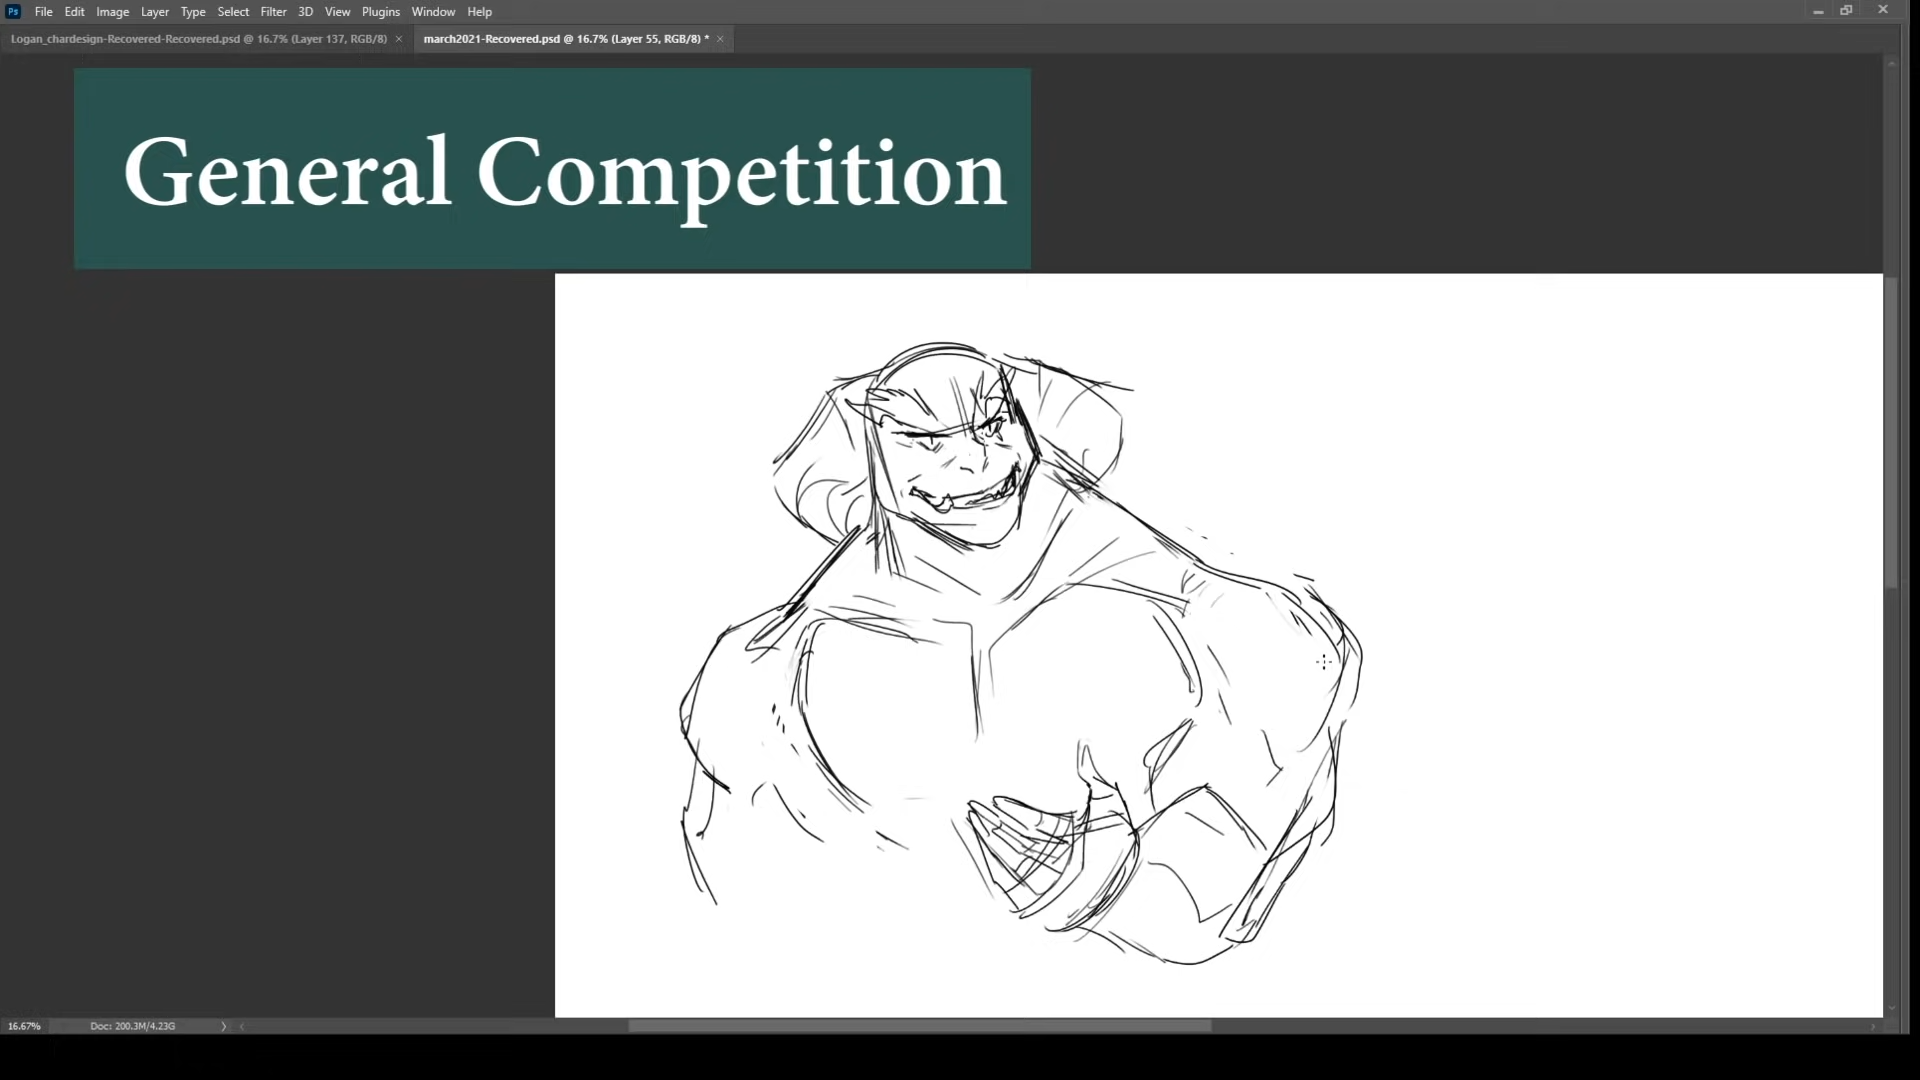 Ps File Edit Image Layer Type Select Filter 3D View Plugins Window Help
Logan_chardesign-Recovered-Recovered.psd @ 16.7% (Layer 137, RGB/8) × march2021-Recovered.psd @ 16.7% (Layer 55, RGB/8) * ×
General Competition
16.67% Doc: 200.3M/4.23G